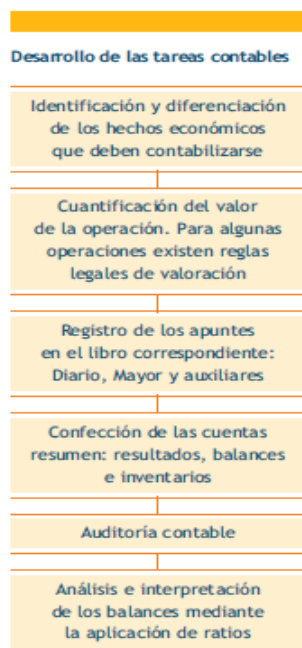 Desarrollo de las tareas contables
Identificación y diferenciación
de los hechos económicos
que deben contabilizarse
Cuantificación del valor
de la operación. Para algunas
operaciones existen reglas
legales de valoración
Registro de los apuntes
en el libro correspondiente:
Diario, Mayor y auxiliares
Confección de las cuentas
resumen: resultados, balances
e inventarios
Auditoría contable
Análisis e interpretación
de los balances mediante
la aplicación de ratios